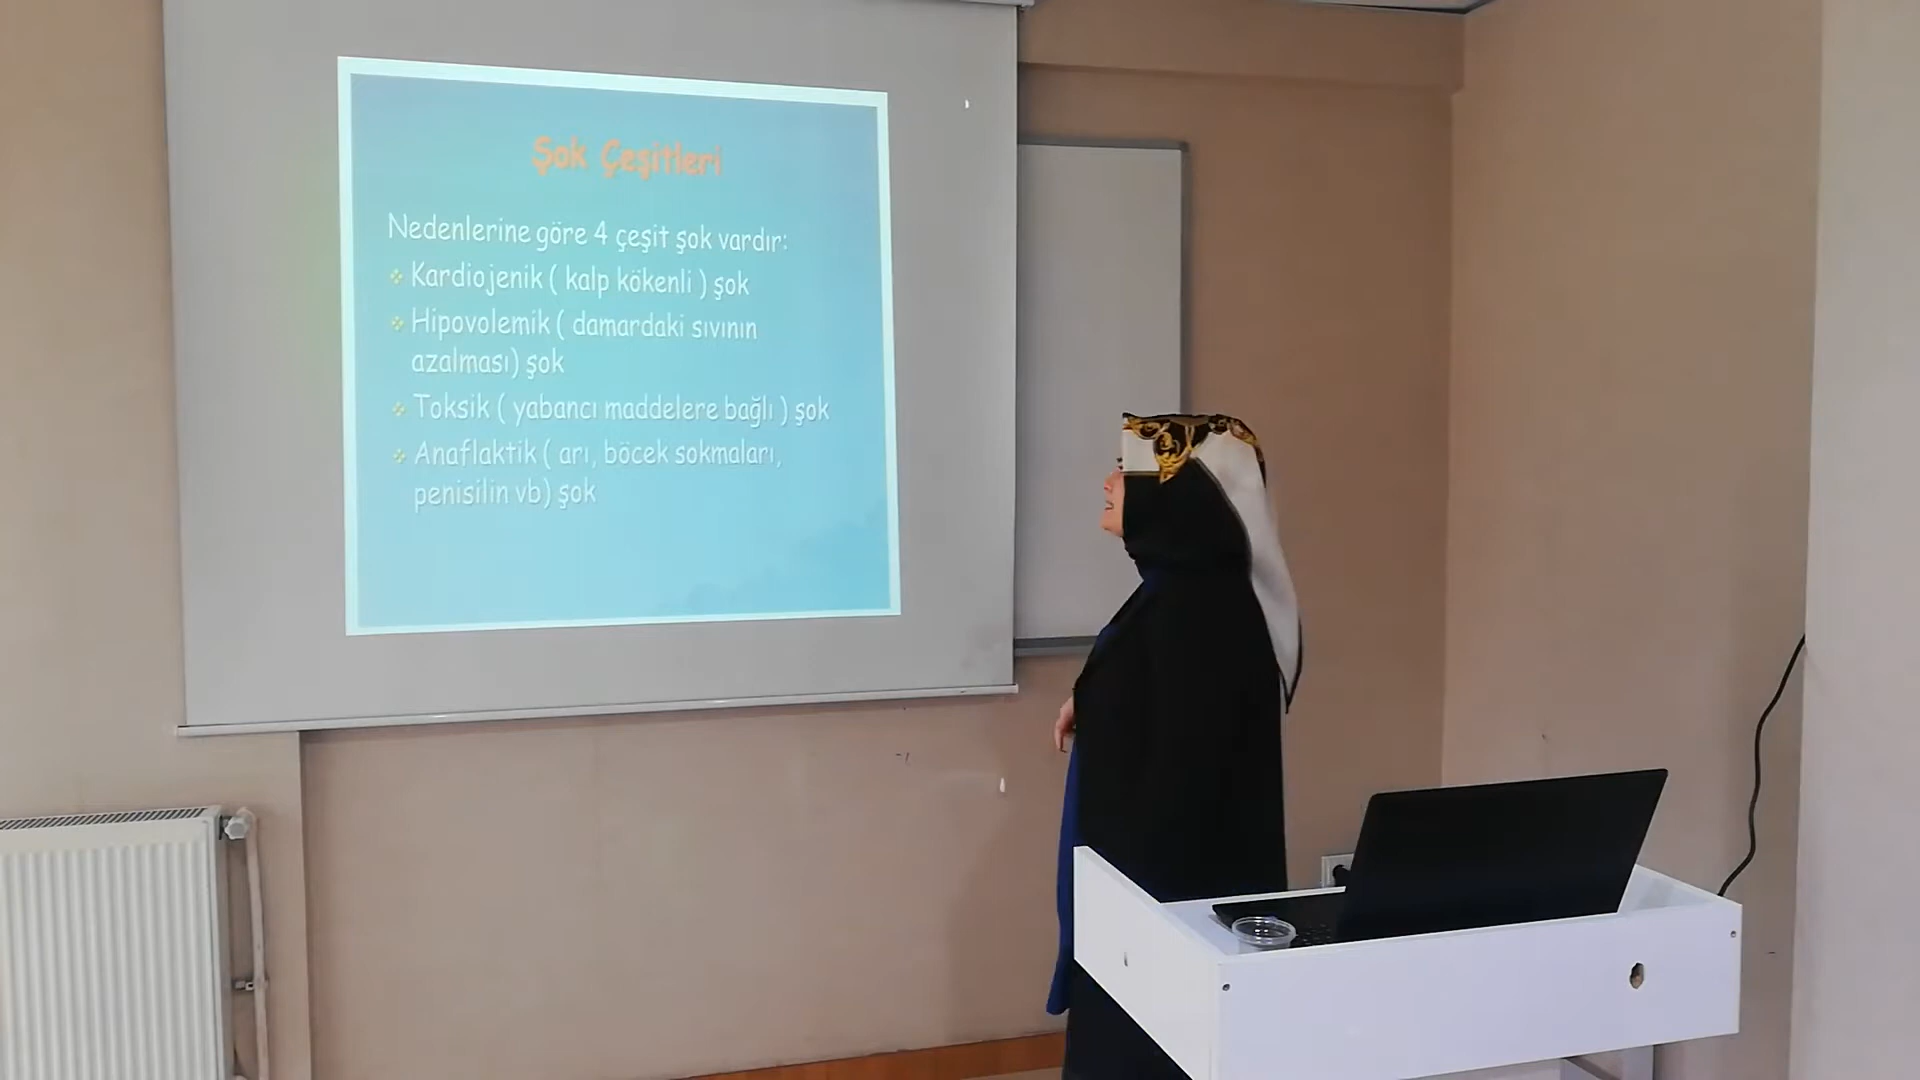 Şok Çeşitleri
Nedenlerine göre 4 çeşit şok vardır:
Kardiojenik ( kalp kökenli ) şok
Hipovolemik ( damardaki sıvının
azalması) şok
Toksik ( yabancı maddelere bağlı ) şok
Anaflaktik ( arı, böcek sokmaları,
penisilin vb) şok